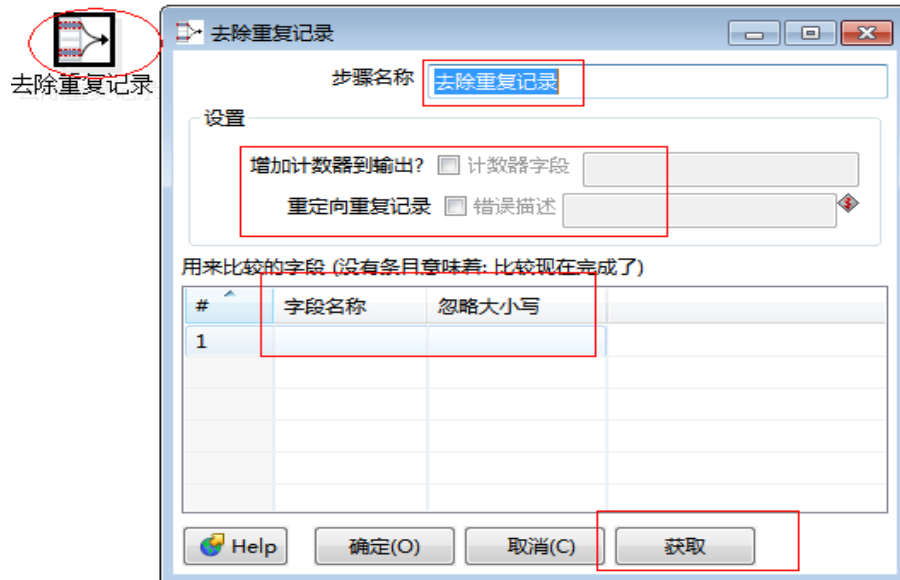 去除重复记录
去除重复记录
步骤名称 去除重复记录
设置
增加计数器到输出? 计数器字段
重定向重复记录 错误描述
用来比较的字段 (没有条目意味着: 比较现在完成了)
# 字段名称 忽略大小写
1
Help 确定(O) 取消(C) 获取